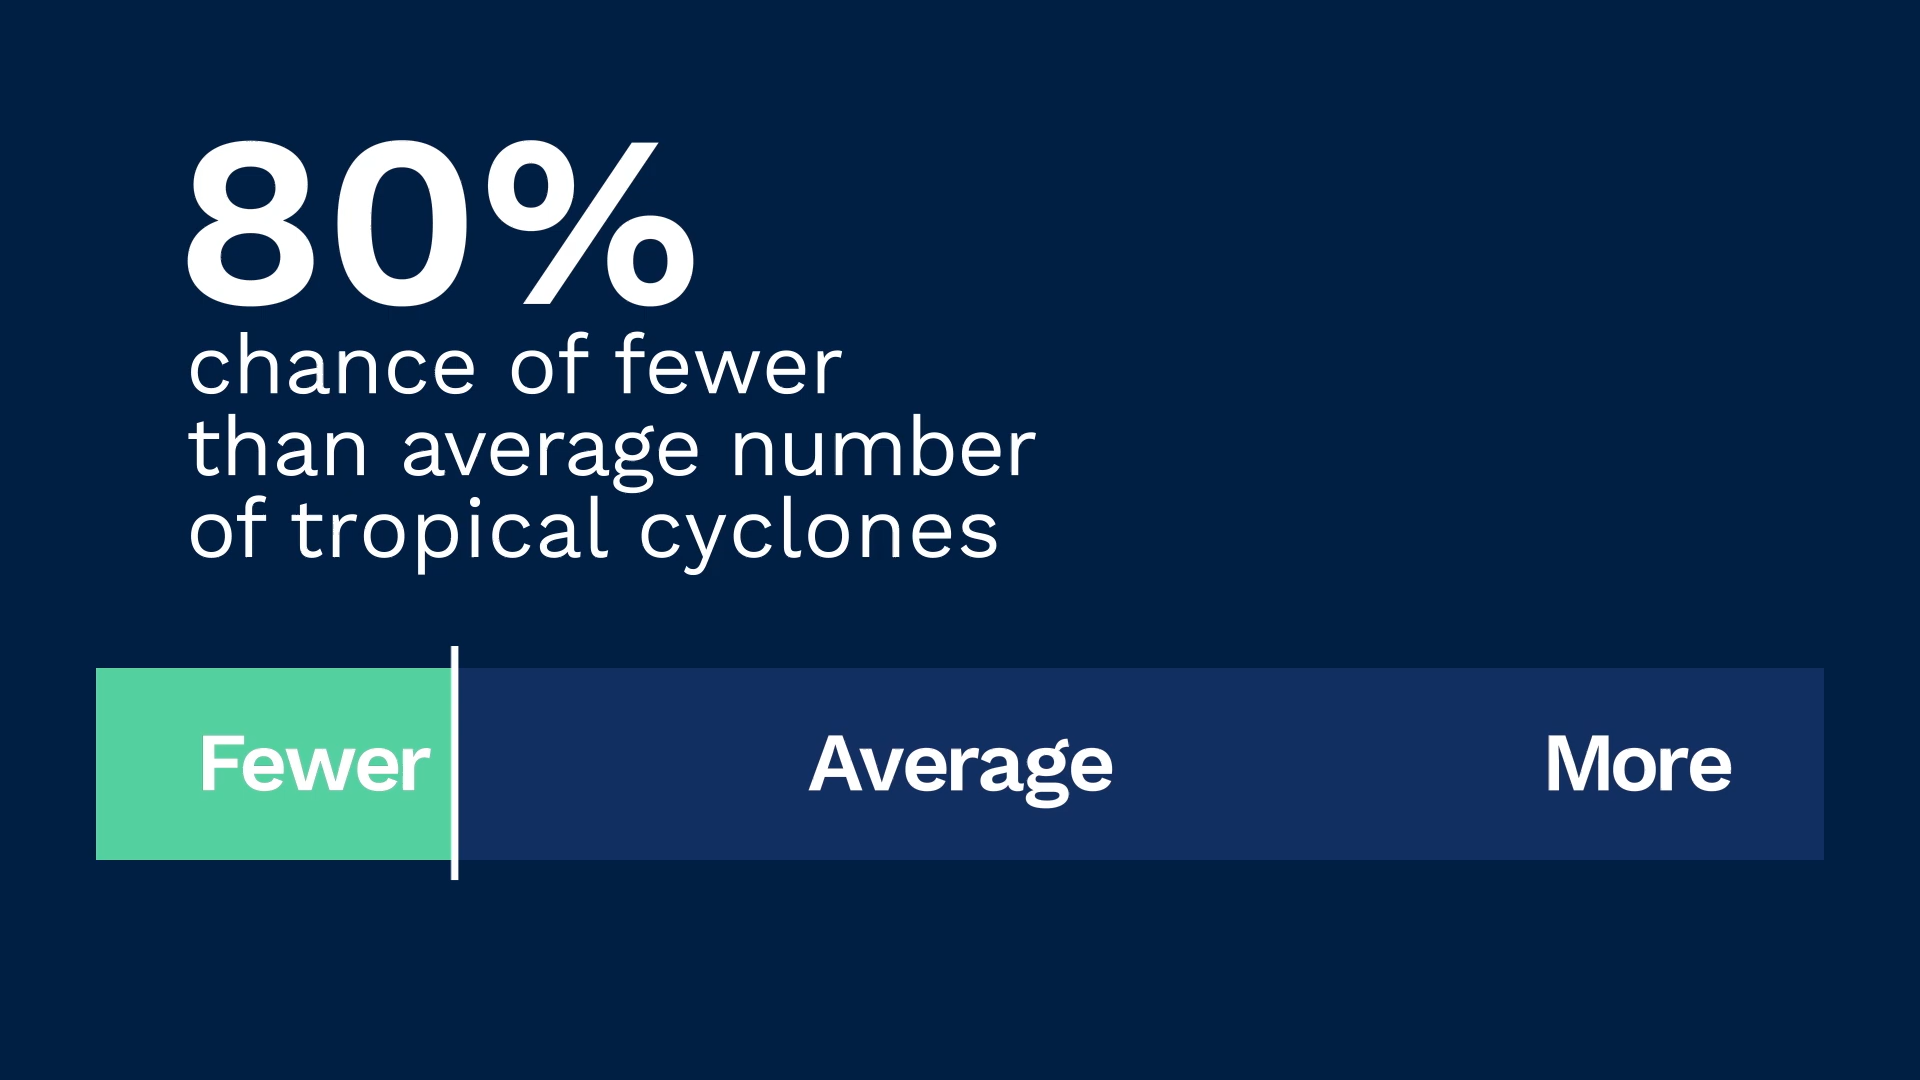 80%
chance of fewer
than average number
of tropical cyclones
Fewer Average More